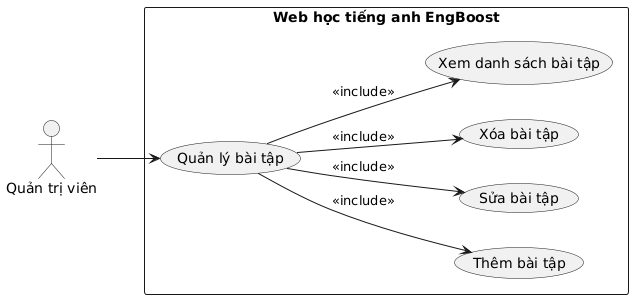 Web học tiếng anh EngBoost
Xem danh sách bài tập
«include»
Xóa bài tập
«include»
Quản lý bài tập
«include»
Sửa bài tập
Quản trị viên
«include»
Thêm bài tập